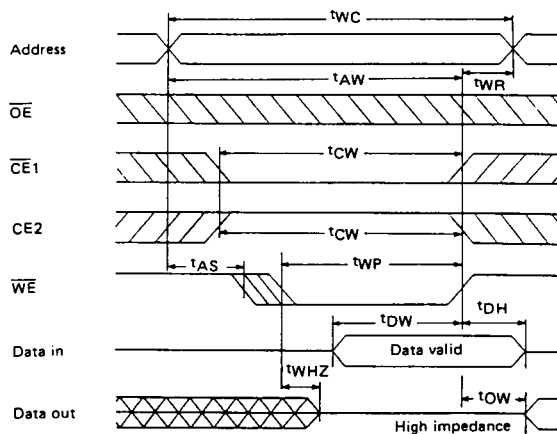 tWC
Address
tAW
tWR
OE
tCW
CE1
CE2
tCW
tAS
tWP
WE
tDH
tDW
Data in
Data valid
tWHZ
tOW
Data out
High impedance